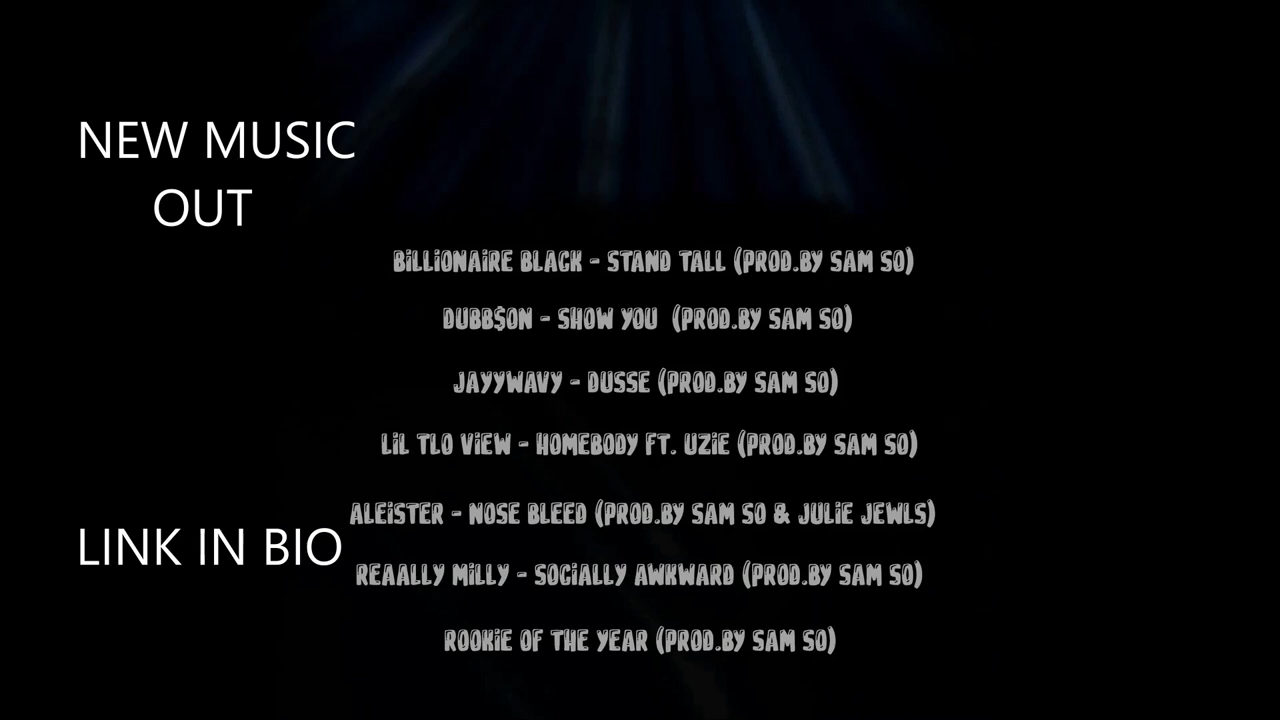 NEW MUSIC
OUT
BILLIONAIRE BLACK - STAND TALL (PROD.BY SAM SO)
DUBB$ON - SHOW YOU (PROD.BY SAM SO)
JAYYWAVY - DUSSE (PROD.BY SAM SO)
LIL TLO VIEW - HOMEBODY FT. UZIE (PROD.BY SAM SO)
ALEISTER - NOSE BLEED (PROD.BY SAM SO & JULIE JEWLS)
LINK IN BIO
REAALLY MILLY - SOCIALLY AWKWARD (PROD.BY SAM SO)
ROOKIE OF THE YEAR (PROD.BY SAM SO)